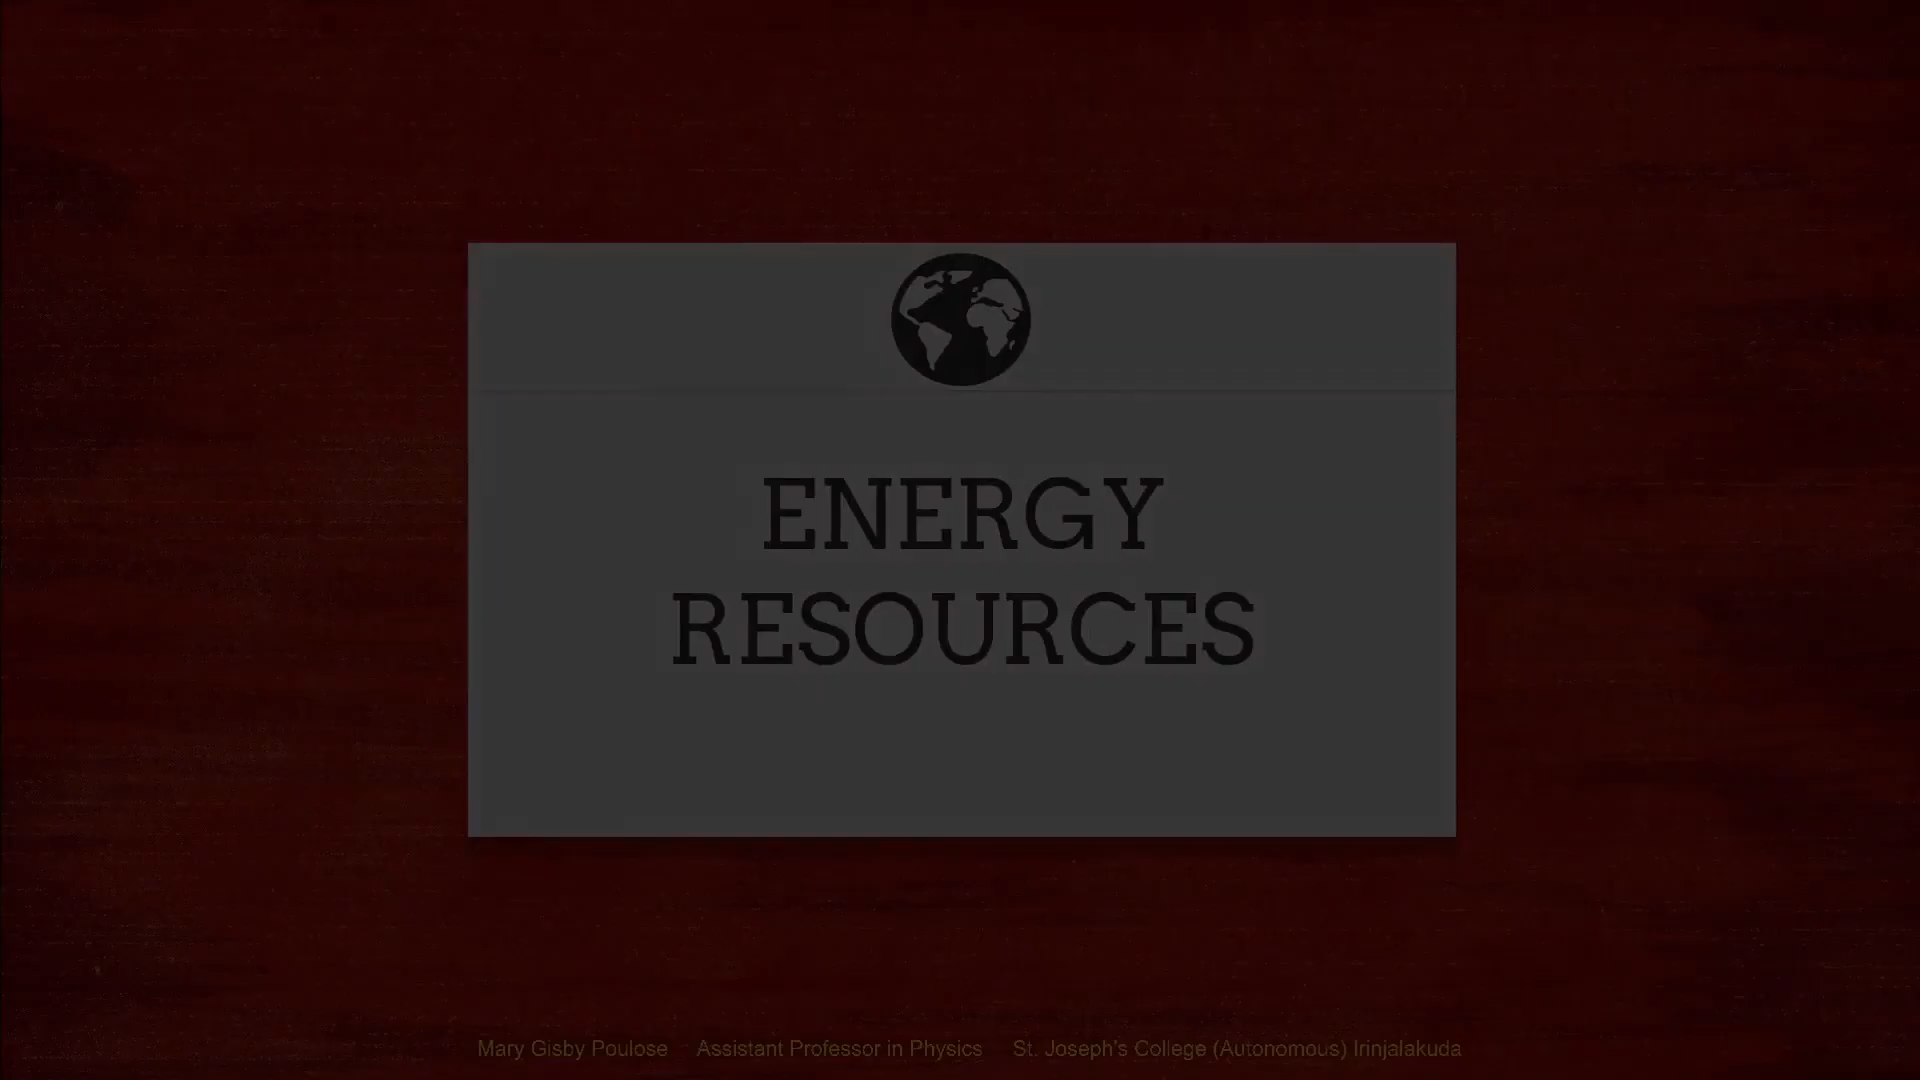 ENERGY
RESOURCES
Mary Gisby Poulose Assistant Professor in Physics St. Joseph's College (Autonomous) Irinjalakuda